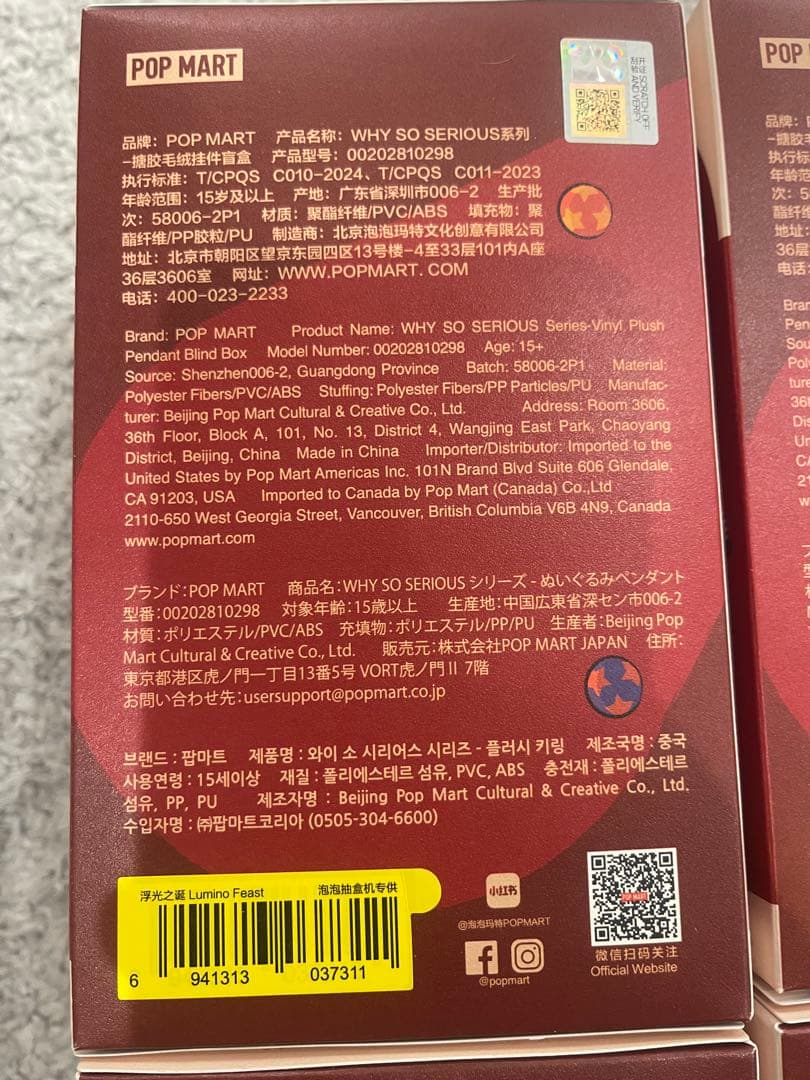 POP MART
开证 SCRATCH OFF
刮验 AND VERIFY
品牌: POP MART 产品名称: WHY SO SERIOUS系列
-搪胶毛绒挂件盲盒 产品型号: 00202810298
执行标准: T/CPQS C010-2024、T/CPQS C011-2023
年龄范围: 15岁及以上 产地: 广东省深圳市006-2 生产批
次: 58006-2P1 材质: 聚酯纤维/PVC/ABS 填充物: 聚
酯纤维/PP胶粒/PU 制造商: 北京泡泡玛特文化创意有限公司
地址: 北京市朝阳区望京东园四区13号楼-4至33层101内A座
36层3606室 网址: WWW.POPMART.COM
电话: 400-023-2233
Brand: POP MART Product Name: WHY SO SERIOUS Series-Vinyl Plush
Pendant Blind Box Model Number: 00202810298 Age: 15+
Source: Shenzhen006-2, Guangdong Province Batch: 58006-2P1 Material:
Polyester Fibers/PVC/ABS Stuffing: Polyester Fibers/PP Particles/PU Manufac-
turer: Beijing Pop Mart Cultural & Creative Co., Ltd. Address: Room 3606,
36th Floor, Block A, 101, No. 13, District 4, Wangjing East Park, Chaoyang
District, Beijing, China Made in China Importer/Distributor: Imported to the
United States by Pop Mart Americas Inc. 101N Brand Blvd Suite 606 Glendale,
CA 91203, USA Imported to Canada by Pop Mart (Canada) Co.,Ltd
2110-650 West Georgia Street, Vancouver, British Columbia V6B 4N9, Canada
www.popmart.com
ブランド:POP MART 商品名:WHY SO SERIOUS シリーズ - ぬいぐるみペンダント
型番:00202810298 対象年齢:15歳以上 生産地:中国広東省深セン市006-2
材質:ポリエステル/PVC/ABS 充填物:ポリエステル/PP/PU 生産者:Beijing Pop
Mart Cultural & Creative Co., Ltd. 販売元:株式会社POP MART JAPAN 住所:
東京都港区虎ノ門一丁目13番5号 VORT虎ノ門II 7階
お問い合わせ先:usersupport@popmart.co.jp
브랜드 : 팝마트 제품명 : 와이 소 시리어스 시리즈 - 플러시 키링 제조국명 : 중국
사용연령 : 15세이상 재질 : 폴리에스테르 섬유, PVC, ABS 충전재 : 폴리에스테르
섬유, PP, PU 제조자명 : Beijing Pop Mart Cultural & Creative Co., Ltd.
수입자명 : ㈜팝마트코리아 (0505-304-6600)
浮光之诞 Lumino Feast 泡泡抽盒机专供
6 941313 037311
小红书
@泡泡玛特POPMART
@popmart
POP MART
微信扫码关注
Official Website
POP